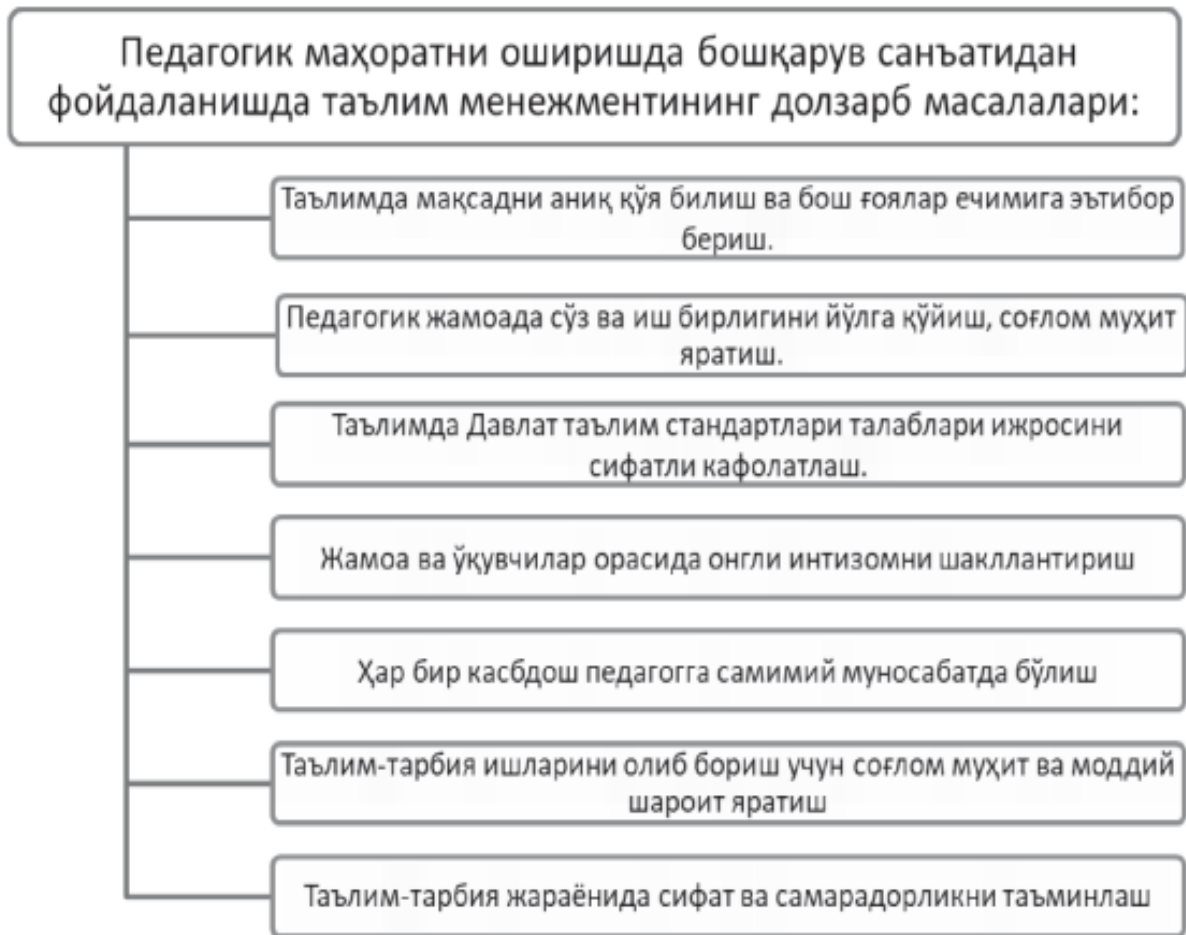 Педагогик маҳоратни оширишда бошқарув санъатидан
фойдаланишда таълим менежментининг долзарб масалалари:
Таълимда мақсадни аниқ қўя билиш ва бош ғоялар ечимига эътибор
бериш.
Педагогик жамоада сўз ва иш бирлигини йўлга қўйиш, соғлом муҳит
яратиш.
Таълимда Давлат таълим стандартлари талаблари ижросини
сифатли кафолатлаш.
Жамоа ва ўқувчилар орасида онгли интизомни шакллантириш
Ҳар бир касбдош педагогга самимий муносабатда бўлиш
Таълим-тарбия ишларини олиб бориш учун соғлом муҳит ва моддий
шароит яратиш
Таълим-тарбия жараёнида сифат ва самарадорликни таъминлаш